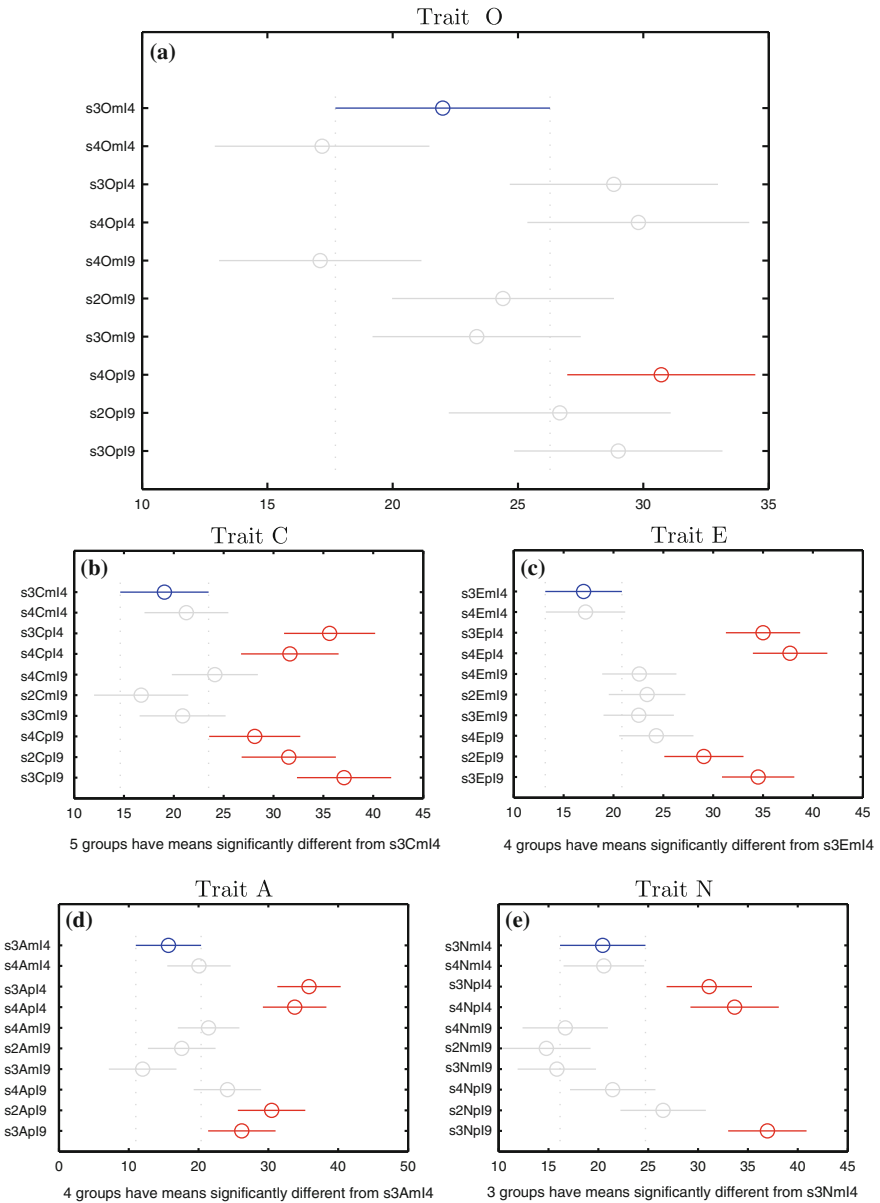 Trait O
(a)
s3OmI4
s4OmI4
s3OpI4
s4OpI4
s4OmI9
s2OmI9
s3OmI9
s4OpI9
s2OpI9
s3OpI9
10 15 20 25 30 35
Trait C
(b)
s3CmI4
s4CmI4
s3CpI4
s4CpI4
s4CmI9
s2CmI9
s3CmI9
s4CpI9
s2CpI9
s3CpI9
10 15 20 25 30 35 40 45
5 groups have means significantly different from s3CmI4
Trait E
(c)
s3EmI4
s4EmI4
s3EpI4
s4EpI4
s4EmI9
s2EmI9
s3EmI9
s4EpI9
s2EpI9
s3EpI9
10 15 20 25 30 35 40 45
4 groups have means significantly different from s3EmI4
Trait A
(d)
s3AmI4
s4AmI4
s3ApI4
s4ApI4
s4AmI9
s2AmI9
s3AmI9
s4ApI9
s2ApI9
s3ApI9
0 10 20 30 40 50
4 groups have means significantly different from s3AmI4
Trait N
(e)
s3NmI4
s4NmI4
s3NpI4
s4NpI4
s4NmI9
s2NmI9
s3NmI9
s4NpI9
s2NpI9
s3NpI9
10 15 20 25 30 35 40 45
3 groups have means significantly different from s3NmI4